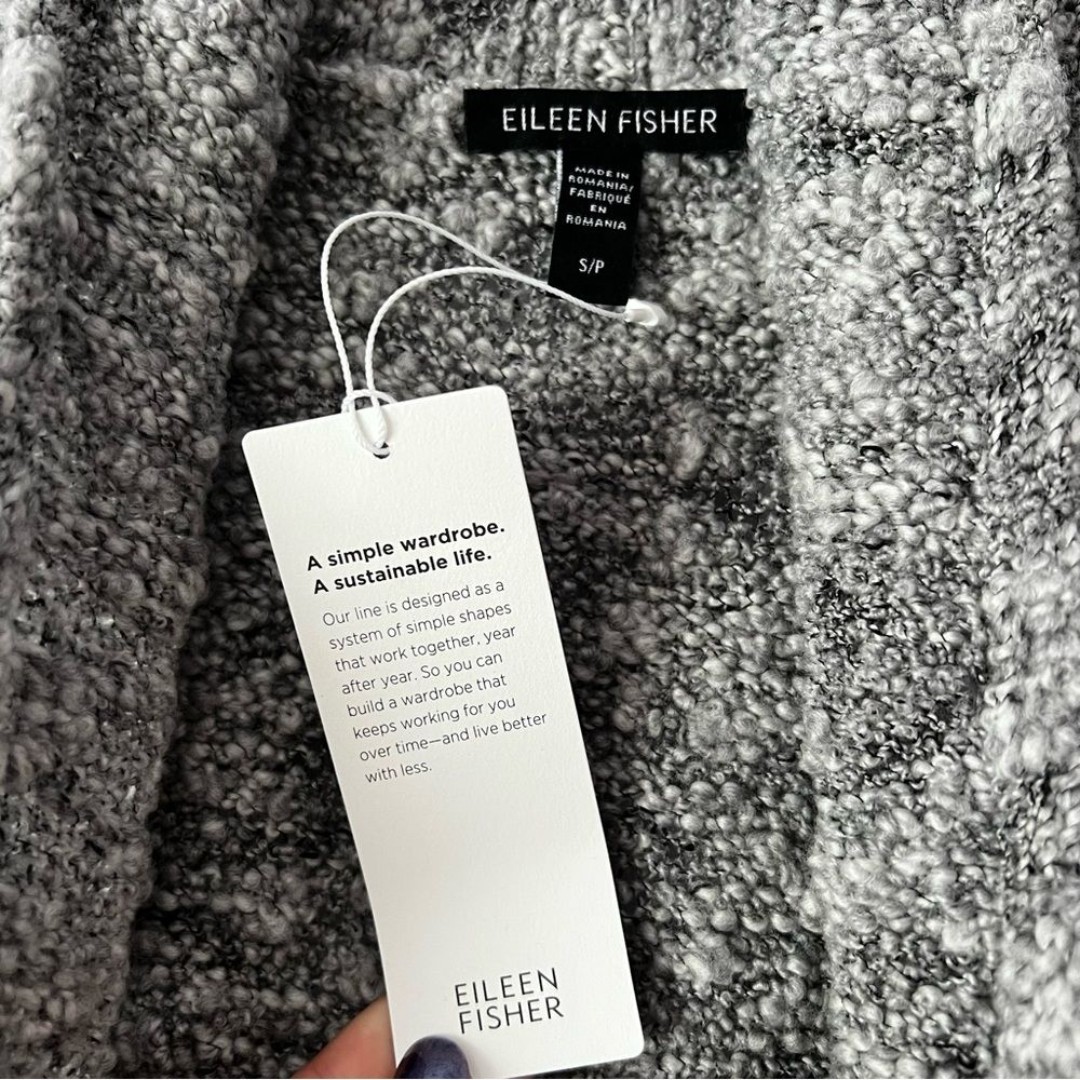 EILEEN FISHER
MADE IN
ROMANIA/
FABRIQUÉ
EN
ROMANIA
S/P
A simple wardrobe.
A sustainable life.
Our line is designed as a
system of simple shapes
that work together, year
after year. So you can
build a wardrobe that
keeps working for you
over time—and live better
with less.
EILEEN
FISHER